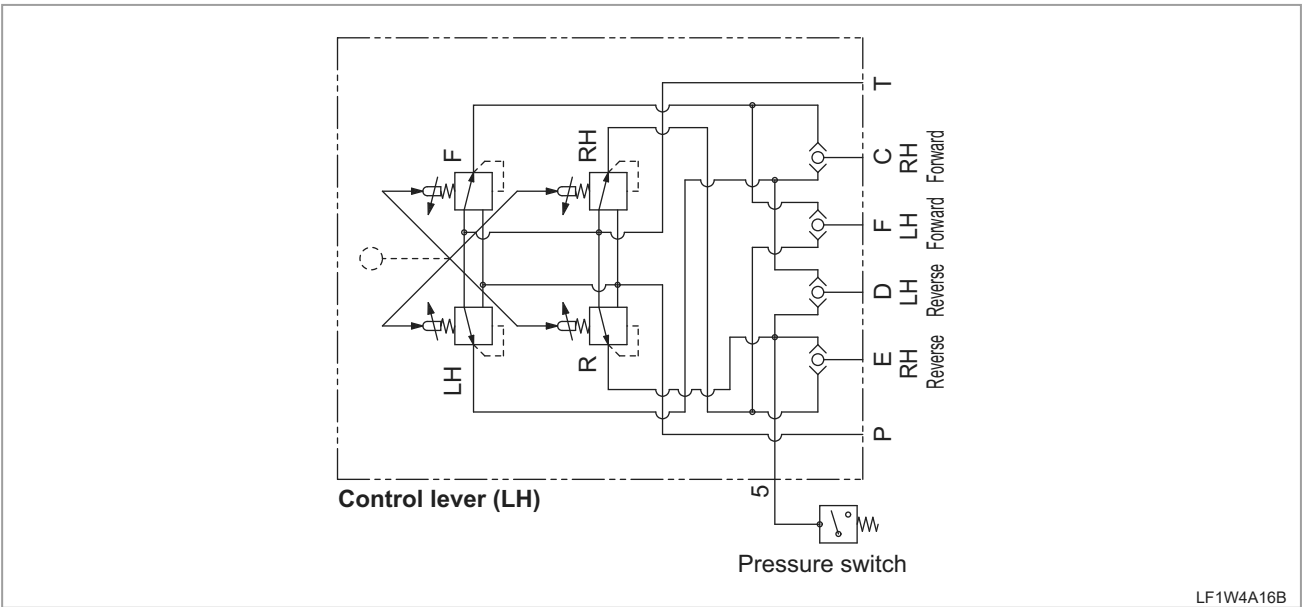 T
F
RH
C
RH
Forward
F
LH
Forward
D
LH
Reverse
LH
R
E
RH
Reverse
P
Control lever (LH)
5
Pressure switch
LF1W4A16B